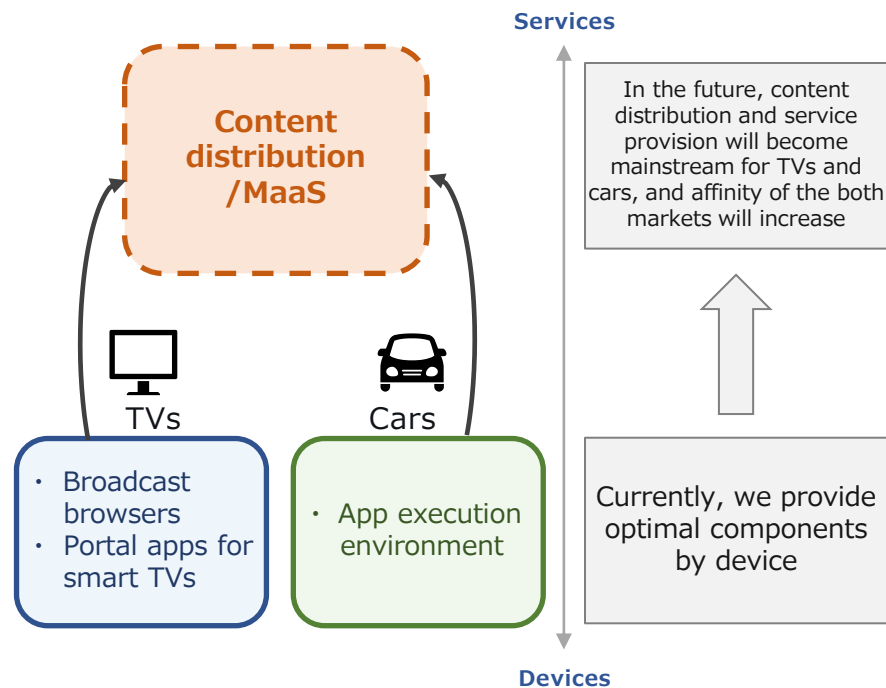 Services
Content
distribution
/MaaS
In the future, content
distribution and service
provision will become
mainstream for TVs and
cars, and affinity of the both
markets will increase
TVs
Cars
・ Broadcast
browsers
・ Portal apps for
smart TVs
・ App execution
environment
Currently, we provide
optimal components
by device
Devices